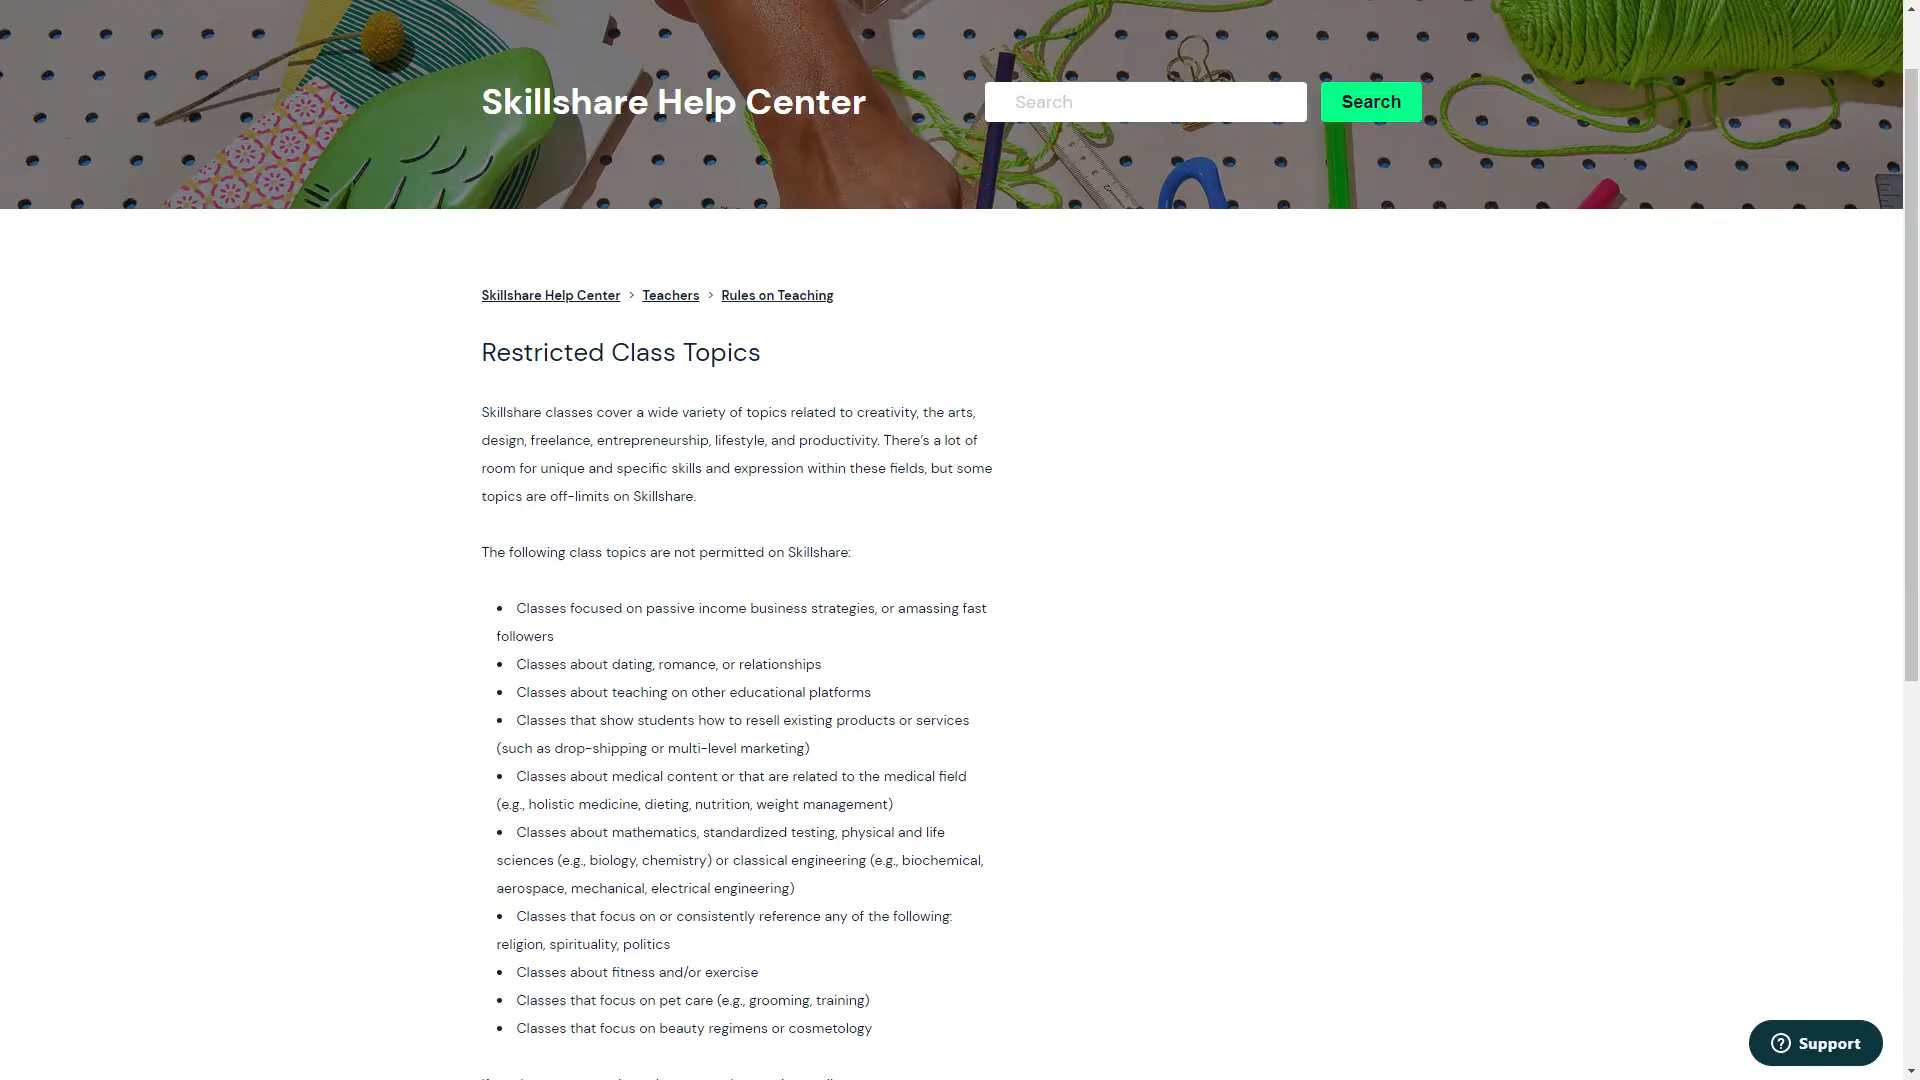 Skillshare Help Center
Search
Search
Skillshare Help Center > Teachers > Rules on Teaching
Restricted Class Topics
Skillshare classes cover a wide variety of topics related to creativity, the arts,
design, freelance, entrepreneurship, lifestyle, and productivity. There's a lot of
room for unique and specific skills and expression within these fields, but some
topics are off-limits on Skillshare.
The following class topics are not permitted on Skillshare:
• Classes focused on passive income business strategies, or amassing fast
followers
• Classes about dating, romance, or relationships
• Classes about teaching on other educational platforms
• Classes that show students how to resell existing products or services
(such as drop-shipping or multi-level marketing)
• Classes about medical content or that are related to the medical field
(e.g., holistic medicine, dieting, nutrition, weight management)
• Classes about mathematics, standardized testing, physical and life
sciences (e.g., biology, chemistry) or classical engineering (e.g., biochemical,
aerospace, mechanical, electrical engineering)
• Classes that focus on or consistently reference any of the following:
religion, spirituality, politics
• Classes about fitness and/or exercise
• Classes that focus on pet care (e.g., grooming, training)
• Classes that focus on beauty regimens or cosmetology
Support